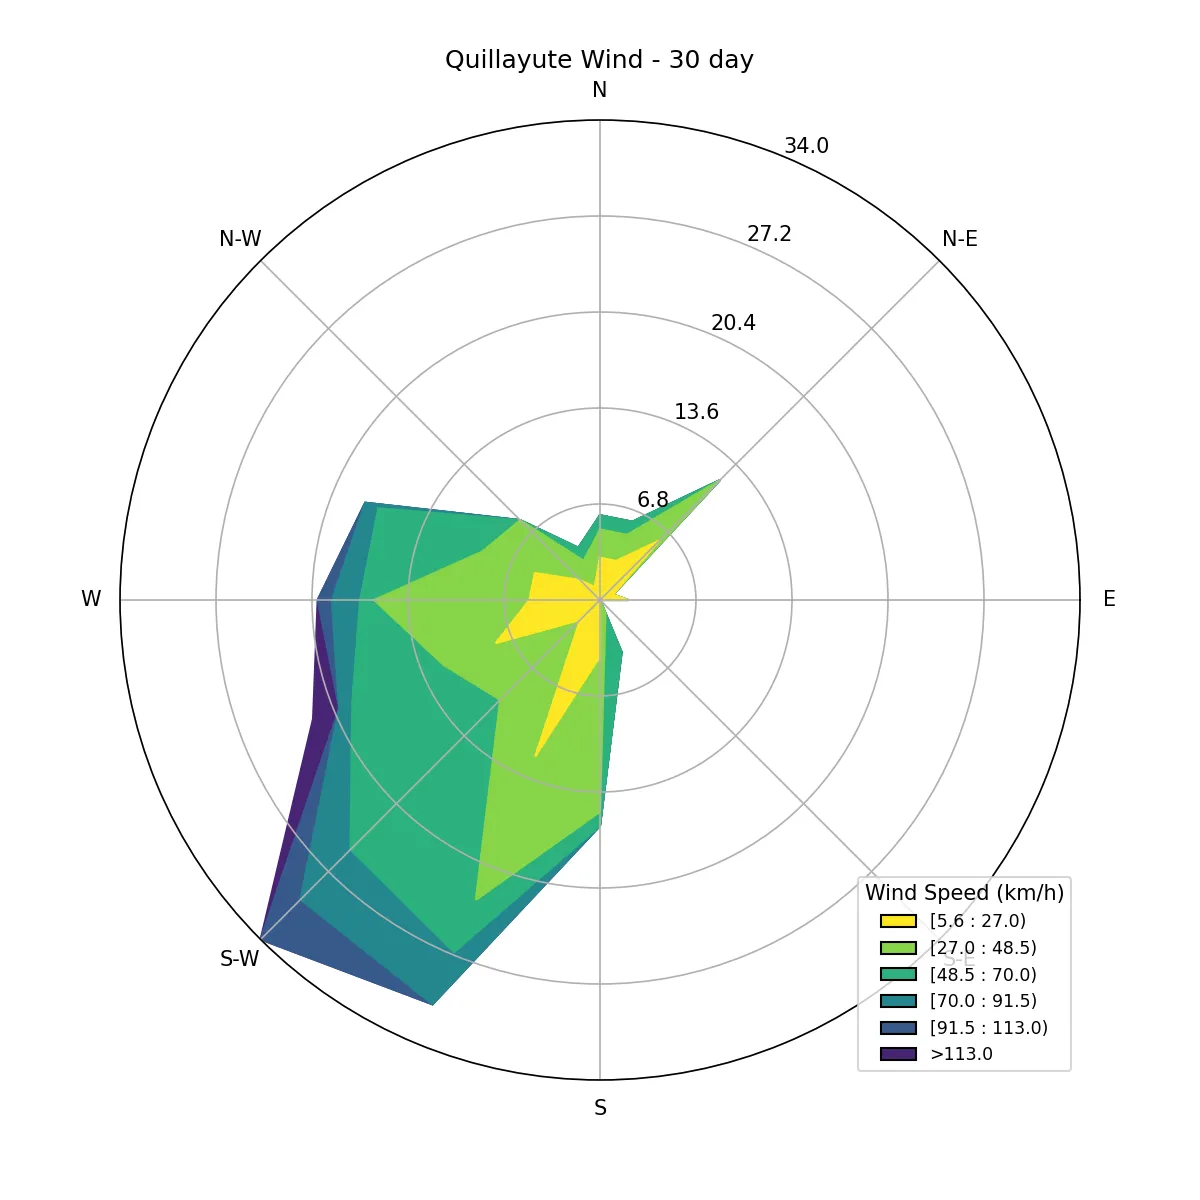 Quillayute Wind - 30 day
N
34.0
N-W
27.2
N-E
20.4
13.6
6.8
W
E
S-W
S-E
S
Wind Speed (km/h)
[5.6 : 27.0)
[27.0 : 48.5)
[48.5 : 70.0)
[70.0 : 91.5)
[91.5 : 113.0)
>113.0